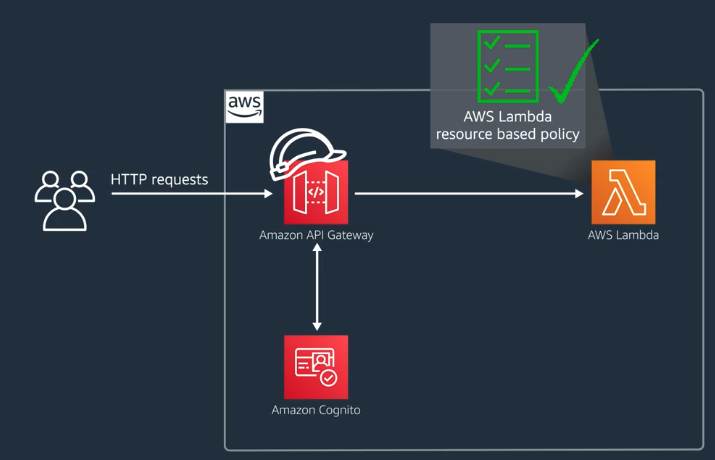 AWS Lambda
resource based policy
aws
HTTP requests
</>
Amazon API Gateway
AWS Lambda
Amazon Cognito